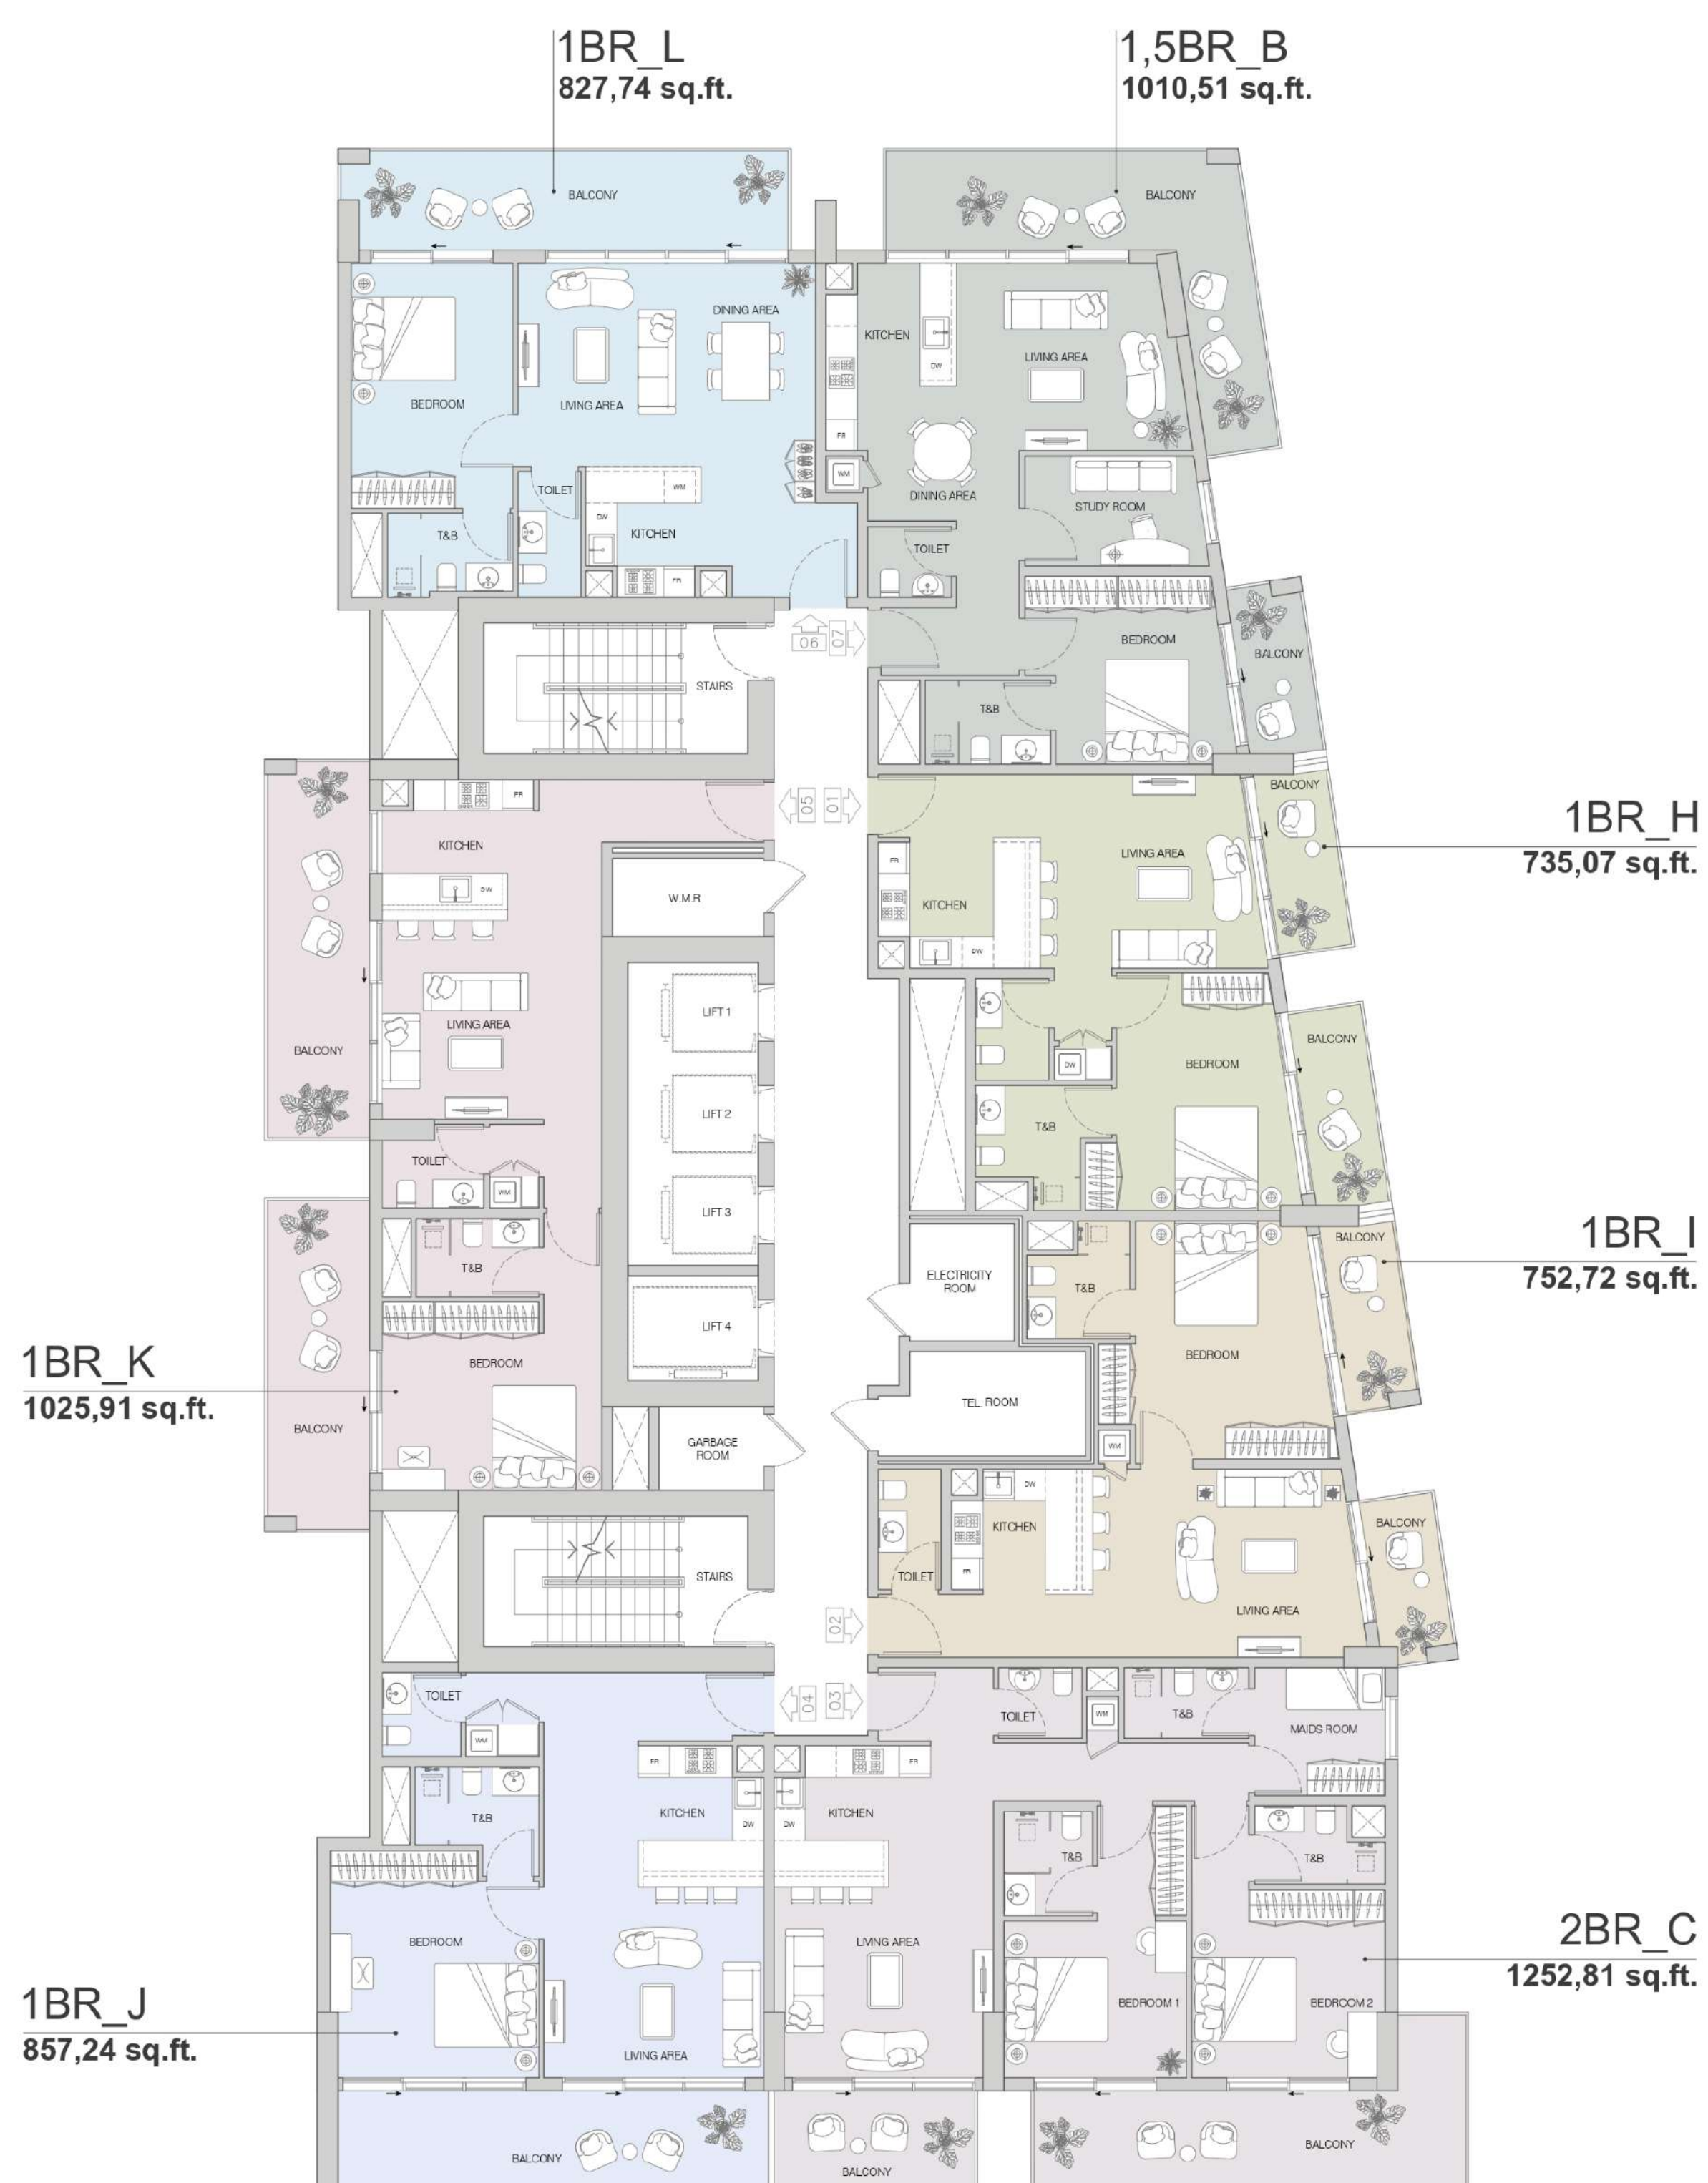 1BR_L
827,74 sq.ft.
1,5BR_B
1010,51 sq.ft.
BALCONY
BALCONY
DINING AREA
KITCHEN
LIVING AREA
DW
BEDROOM
LIVING AREA
FR
WM
TOILET
WM
DINING AREA
STUDY ROOM
DW
T&B
KITCHEN
TOILET
FR
06
07
BEDROOM
BALCONY
STAIRS
T&B
BALCONY
FR
05
01
1BR_H
735,07 sq.ft.
KITCHEN
LIVING AREA
FR
DW
W.M.R
KITCHEN
DW
LIFT 1
LIVING AREA
BALCONY
BALCONY
BEDROOM
DW
LIFT 2
T&B
TOILET
WM
LIFT 3
1BR_I
752,72 sq.ft.
BALCONY
T&B
ELECTRICITY
ROOM
T&B
LIFT 4
1BR_K
1025,91 sq.ft.
BEDROOM
BEDROOM
TEL. ROOM
BALCONY
GARBAGE
ROOM
WM
DW
KITCHEN
BALCONY
STAIRS
TOILET
FR
LIVING AREA
02
TOILET
04
03
TOILET
WM
T&B
MAIDS ROOM
WM
FR
FR
T&B
KITCHEN
DW
DW
KITCHEN
T&B
T&B
BEDROOM
LIVING AREA
2BR_C
1252,81 sq.ft.
1BR_J
857,24 sq.ft.
BEDROOM 1
BEDROOM 2
LIVING AREA
BALCONY
BALCONY
BALCONY